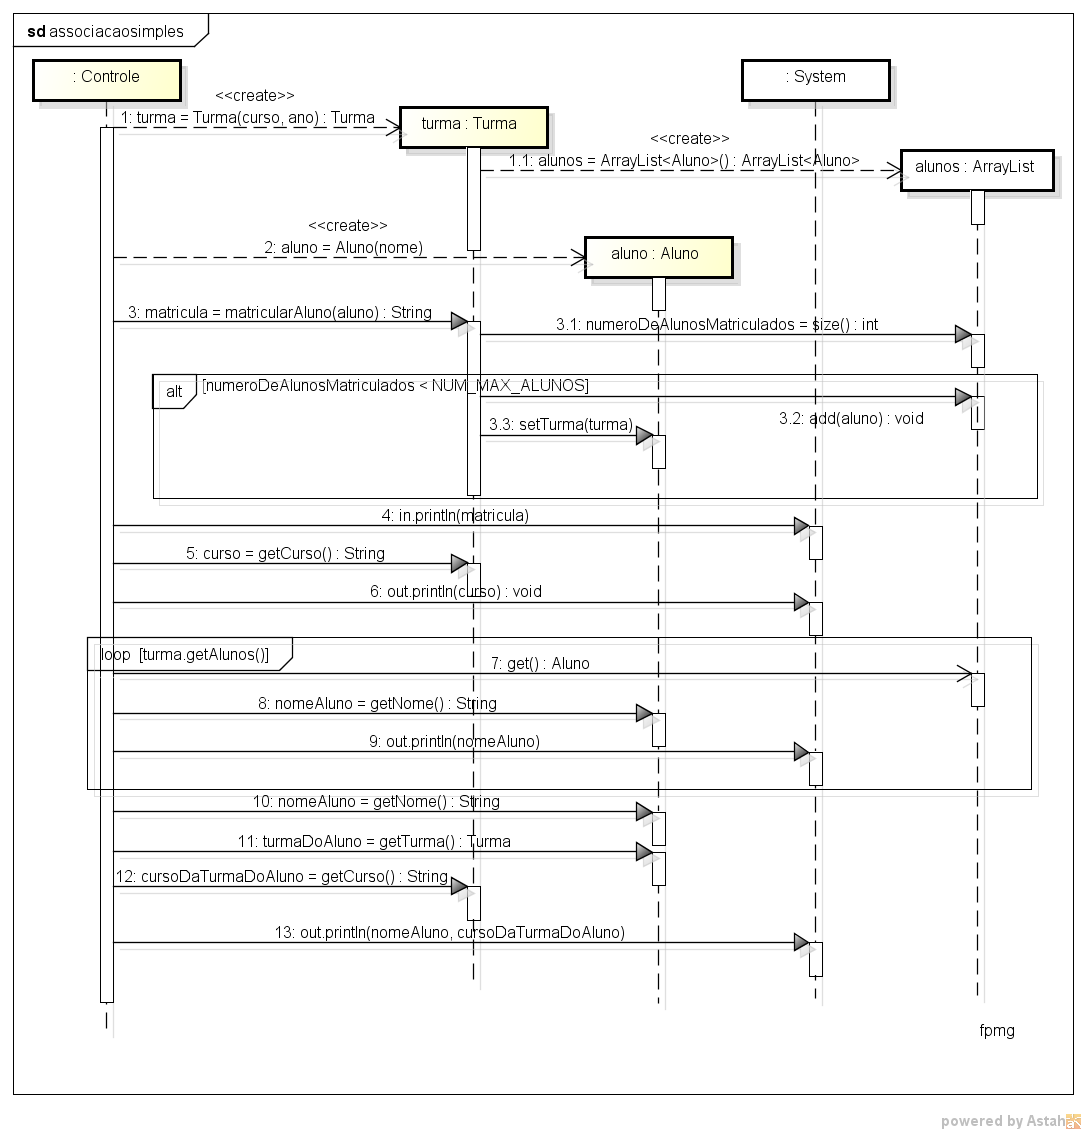 sd associacaosimples
: Controle
: System
<<create>>
1: turma = Turma(curso, ano) : Turma
turma : Turma
<<create>>
1.1: alunos = ArrayList<Aluno>() : ArrayList<Aluno>
alunos : ArrayList
<<create>>
2: aluno = Aluno(nome)
aluno : Aluno
3: matricula = matricularAluno(aluno) : String
3.1: numeroDeAlunosMatriculados = size() : int
alt
[numeroDeAlunosMatriculados < NUM_MAX_ALUNOS]
3.2: add(aluno) : void
3.3: setTurma(turma)
4: in.println(matricula)
5: curso = getCurso() : String
6: out.println(curso) : void
loop [turma.getAlunos()]
7: get() : Aluno
8: nomeAluno = getNome() : String
9: out.println(nomeAluno)
10: nomeAluno = getNome() : String
11: turmaDoAluno = getTurma() : Turma
12: cursoDaTurmaDoAluno = getCurso() : String
13: out.println(nomeAluno, cursoDaTurmaDoAluno)
fpmg
powered by Astah